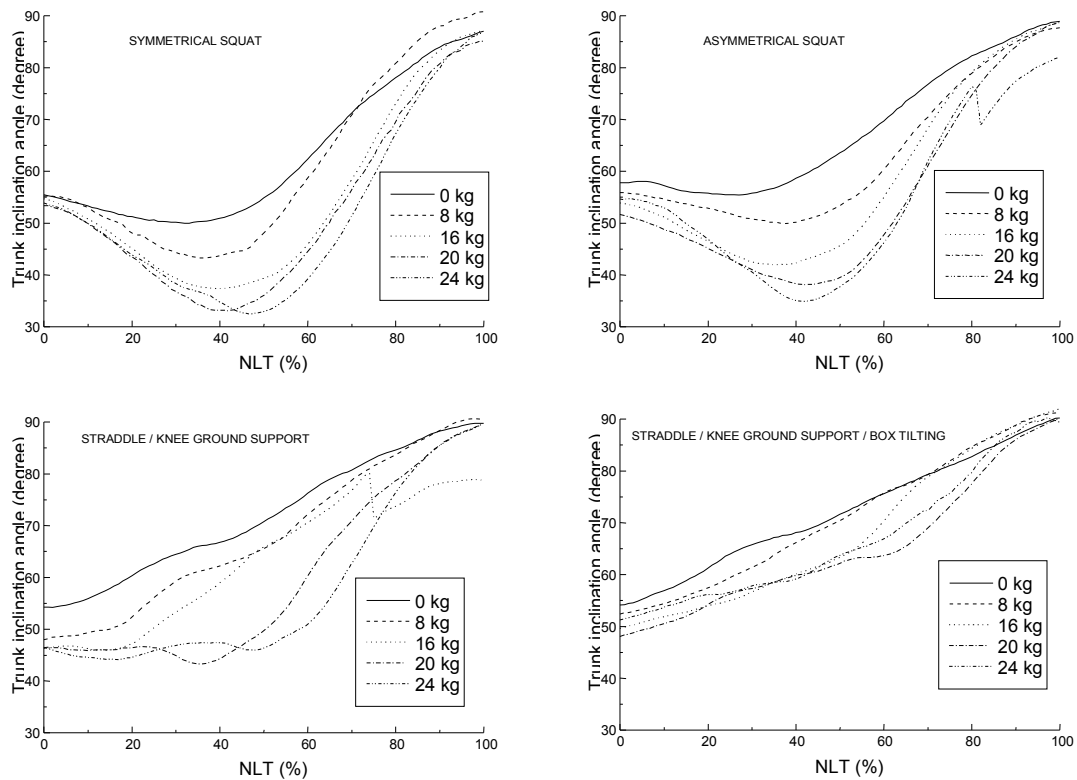 90
80
70
60
50
40
30
Trunk inclination angle (degree)
SYMMETRICAL SQUAT
0 kg
8 kg
16 kg
20 kg
24 kg
0 20 40 60 80 100
NLT (%)
90
80
70
60
50
40
30
Trunk inclination angle (degree)
ASYMMETRICAL SQUAT
0 kg
8 kg
16 kg
20 kg
24 kg
0 20 40 60 80 100
NLT (%)
90
80
70
60
50
40
30
Trunk inclination angle (degree)
STRADDLE / KNEE GROUND SUPPORT
0 kg
8 kg
16 kg
20 kg
24 kg
0 20 40 60 80 100
NLT (%)
90
80
70
60
50
40
30
Trunk inclination angle (degree)
STRADDLE / KNEE GROUND SUPPORT / BOX TILTING
0 kg
8 kg
16 kg
20 kg
24 kg
0 20 40 60 80 100
NLT (%)